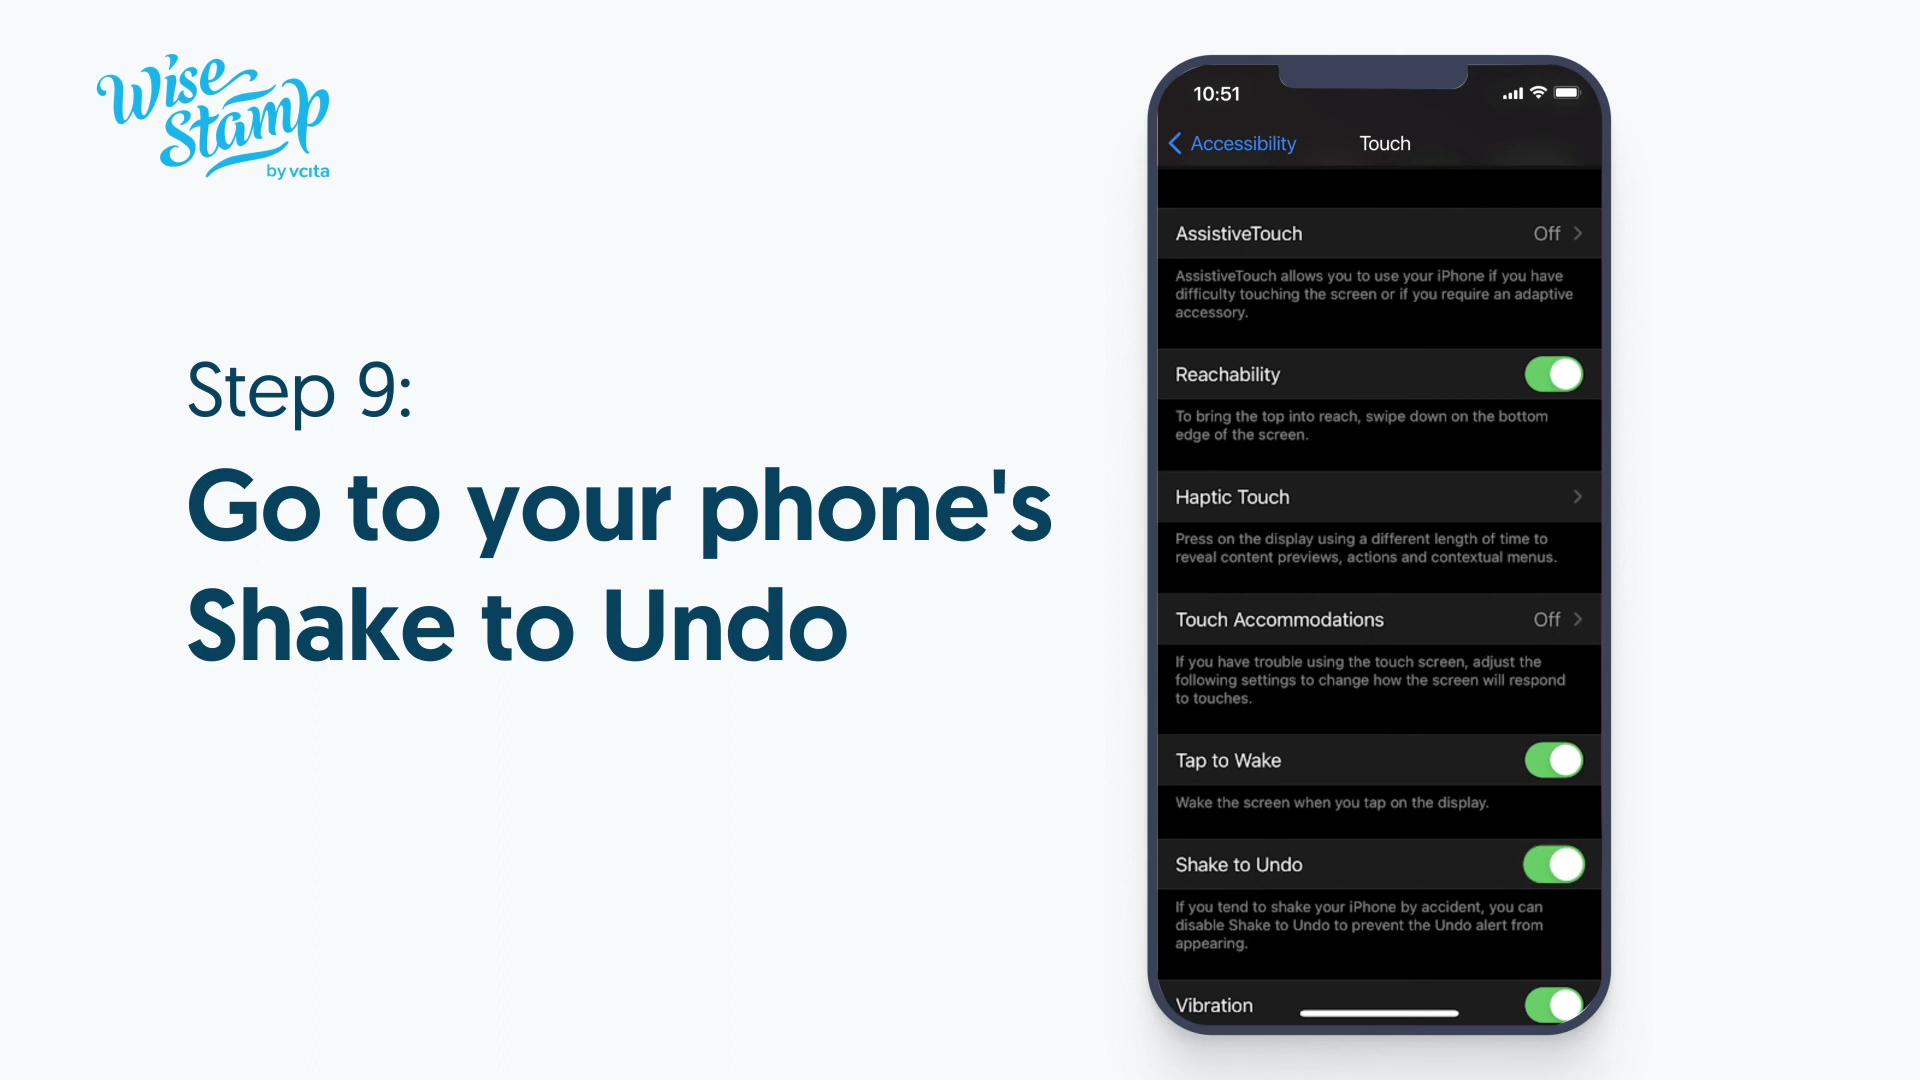 Wise
Stamp
by vcita
Step 9:
Go to your phone's
Shake to Undo
10:51
Accessibility
Touch
AssistiveTouch
Off
AssistiveTouch allows you to use your iPhone if you have
difficulty touching the screen or if you require an adaptive
accessory.
Reachability
To bring the top into reach, swipe down on the bottom
edge of the screen.
Haptic Touch
Press on the display using a different length of time to
reveal content previews, actions and contextual menus.
Touch Accommodations
Off
If you have trouble using the touch screen, adjust the
following settings to change how the screen will respond
to touches.
Tap to Wake
Wake the screen when you tap on the display.
Shake to Undo
If you tend to shake your iPhone by accident, you can
disable Shake to Undo to prevent the Undo alert from
appearing.
Vibration